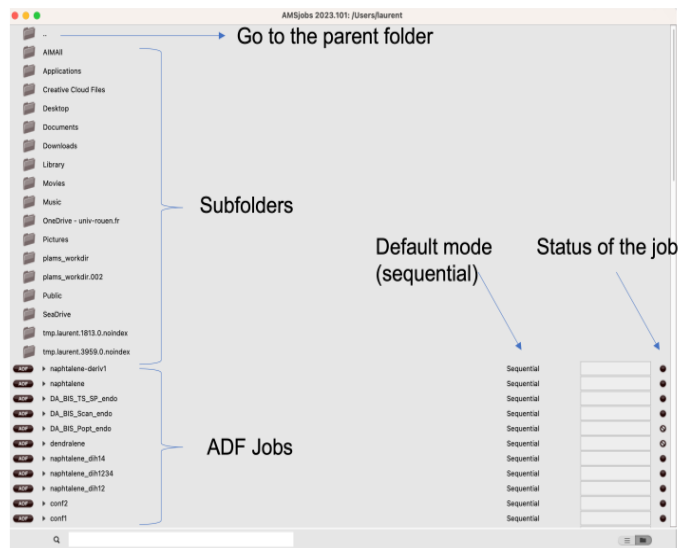 AMSjobs 2023.101: /Users/laurent
..
Go to the parent folder
AIMAll
Applications
Creative Cloud Files
Desktop
Documents
Downloads
Library
Movies
Music
Subfolders
OneDrive - univ-rouen.fr
Pictures
plams_workdir
plams_workdir.002
Public
SeaDrive
tmp.laurent.1813.0.noindex
tmp.laurent.3959.0.noindex
Default mode
(sequential)
Status of the job
ADF naphtalene-deriv1 Sequential
ADF naphtalene Sequential
ADF DA_BIS_TS_SP_endo Sequential
ADF DA_BIS_Scan_endo Sequential
ADF DA_BIS_Popt_endo Sequential
ADF dendralene Sequential
ADF Jobs
ADF naphtalene_dih14 Sequential
ADF naphtalene_dih1234 Sequential
ADF naphtalene_dih12 Sequential
ADF conf2 Sequential
ADF conf1 Sequential